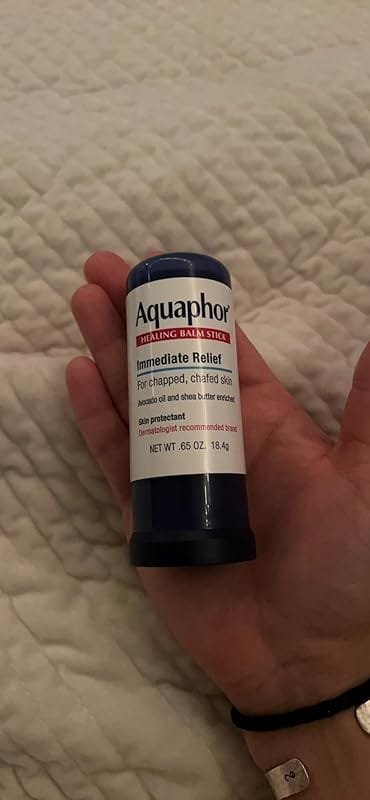 Aquaphor®
HEALING BALM STICK
Immediate Relief
For chapped, chafed skin
Avocado oil and shea butter enriched
Skin protectant
Dermatologist recommended brand
NET WT .65 OZ. 18.4g